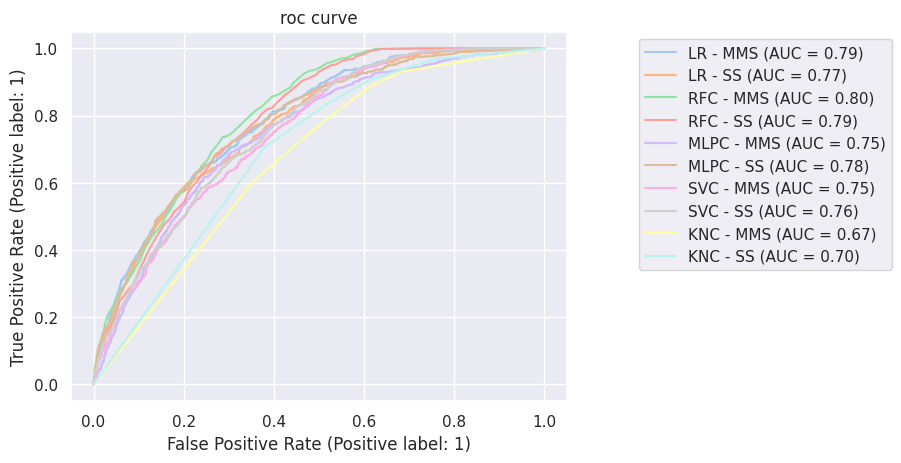 roc curve
True Positive Rate (Positive label: 1)
1.0
0.8
0.6
0.4
0.2
0.0
0.0 0.2 0.4 0.6 0.8 1.0
False Positive Rate (Positive label: 1)
LR - MMS (AUC = 0.79)
LR - SS (AUC = 0.77)
RFC - MMS (AUC = 0.80)
RFC - SS (AUC = 0.79)
MLPC - MMS (AUC = 0.75)
MLPC - SS (AUC = 0.78)
SVC - MMS (AUC = 0.75)
SVC - SS (AUC = 0.76)
KNC - MMS (AUC = 0.67)
KNC - SS (AUC = 0.70)